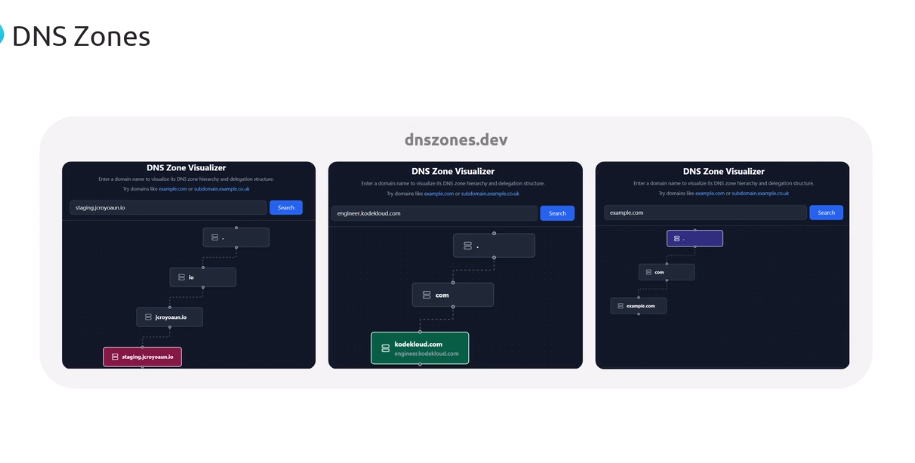 DNS Zones
dnszones.dev
DNS Zone Visualizer
Enter a domain name to visualize its DNS zone hierarchy and delegation structure.
Try domains like example.com or subdomain.example.co.uk
staging.jcroyoaun.io
Search
.
io
jcroyoaun.io
staging.jcroyoaun.io
DNS Zone Visualizer
Enter a domain name to visualize its DNS zone hierarchy and delegation structure.
Try domains like example.com or subdomain.example.co.uk
engineer.kodekloud.com
Search
.
com
kodekloud.com
engineer.kodekloud.com
DNS Zone Visualizer
Enter a domain name to visualize its DNS zone hierarchy and delegation structure.
Try domains like example.com or subdomain.example.co.uk
example.com
Search
.
com
example.com